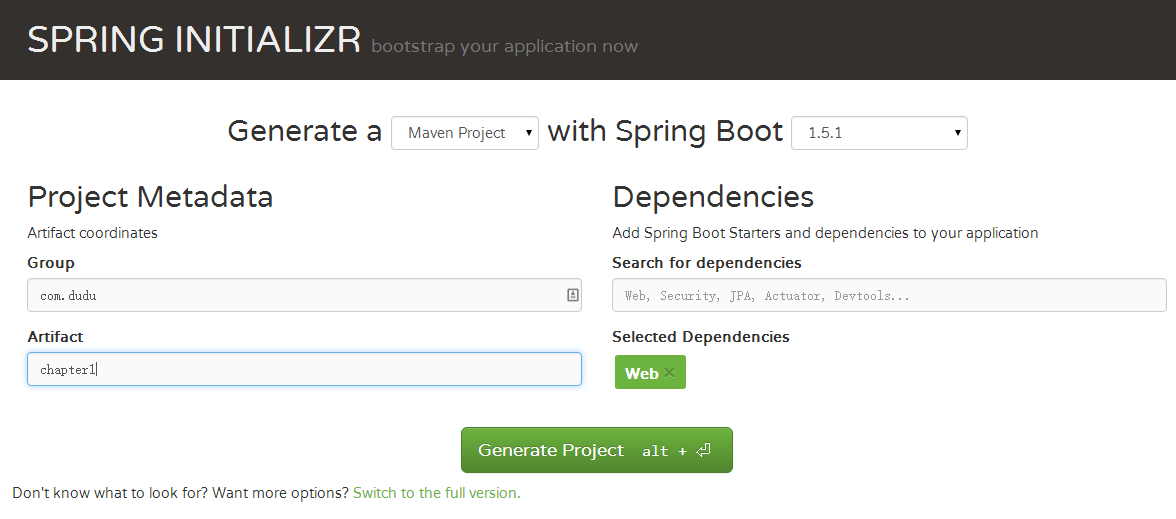 SPRING INITIALIZR bootstrap your application now
Generate a Maven Project with Spring Boot 1.5.1
Project Metadata
Artifact coordinates
Group
com.dudu
Artifact
chapter1
Dependencies
Add Spring Boot Starters and dependencies to your application
Search for dependencies
Web, Security, JPA, Actuator, Devtools...
Selected Dependencies
Web ×
Generate Project alt + ⏎
Don't know what to look for? Want more options? Switch to the full version.